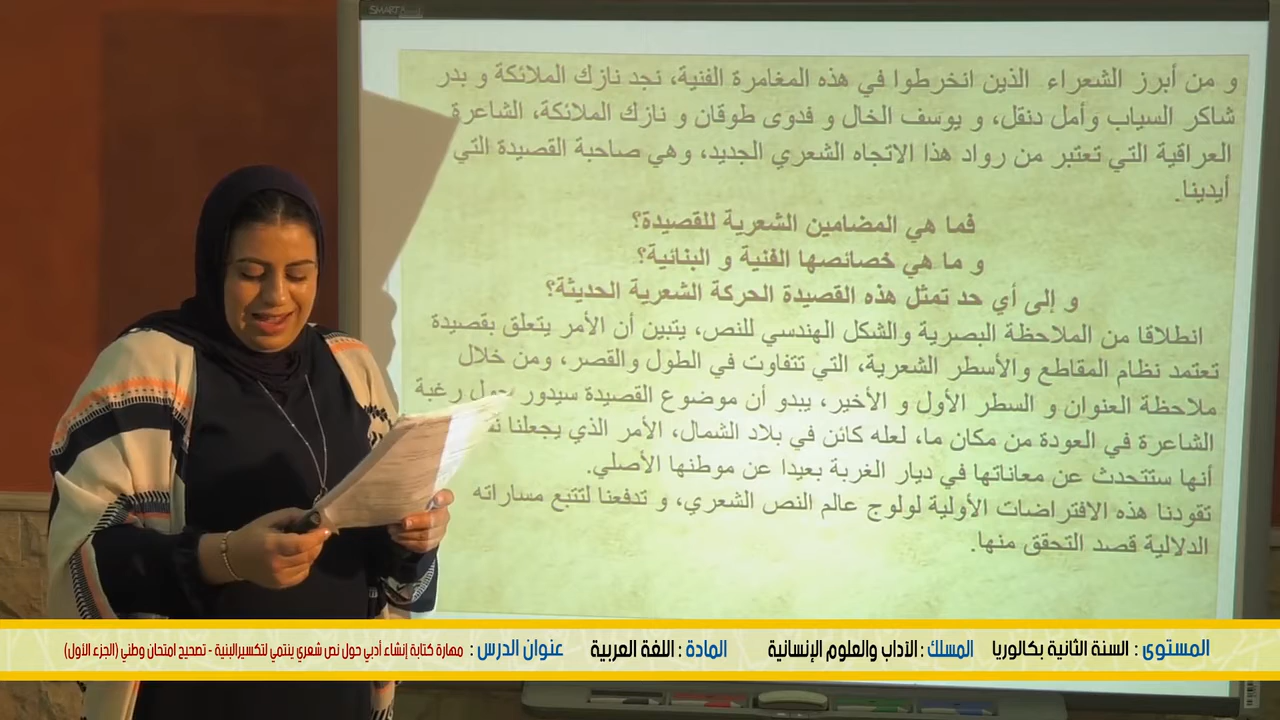 SMART
و من أبرز الشعراء الذين انخرطوا في هذه المغامرة الفنية، نجد نازك الملائكة و بدر
شاكر السياب وأمل دنقل، و يوسف الخال و فدوى طوقان و نازك الملائكة، الشاعرة
العراقية التي تعتبر من رواد هذا الاتجاه الشعري الجديد، وهي صاحبة القصيدة التي
أيدينا.
فما هي المضامين الشعرية للقصيدة؟
و ما هي خصائصها الفنية و البنائية؟
و إلى أي حد تمثل هذه القصيدة الحركة الشعرية الحديثة؟
انطلاقا من الملاحظة البصرية والشكل الهندسي للنص، يتبين أن الأمر يتعلق بقصيدة
تعتمد نظام المقاطع والأسطر الشعرية، التي تتفاوت في الطول والقصر، ومن خلال
ملاحظة العنوان و السطر الأول و الأخير، يبدو أن موضوع القصيدة سيدور حول رغبة
الشاعرة في العودة من مكان ما، لعله كائن في بلاد الشمال، الأمر الذي يجعلنا
أنها ستتحدث عن معاناتها في ديار الغربة بعيدا عن موطنها الأصلي.
تقودنا هذه الافتراضات الأولية لولوج عالم النص الشعري، و تدفعنا لتتبع مساراته
الدلالية قصد التحقق منها.
المستوى : السنة الثانية بكالوريا المسلك : الآداب والعلوم الإنسانية المادة : اللغة العربية عنوان الدرس : مهارة كتابة إنشاء أدبي حول نص شعري ينتمي لتكسيرالبنية - تصحيح امتحان وطني (الجزء الأول)